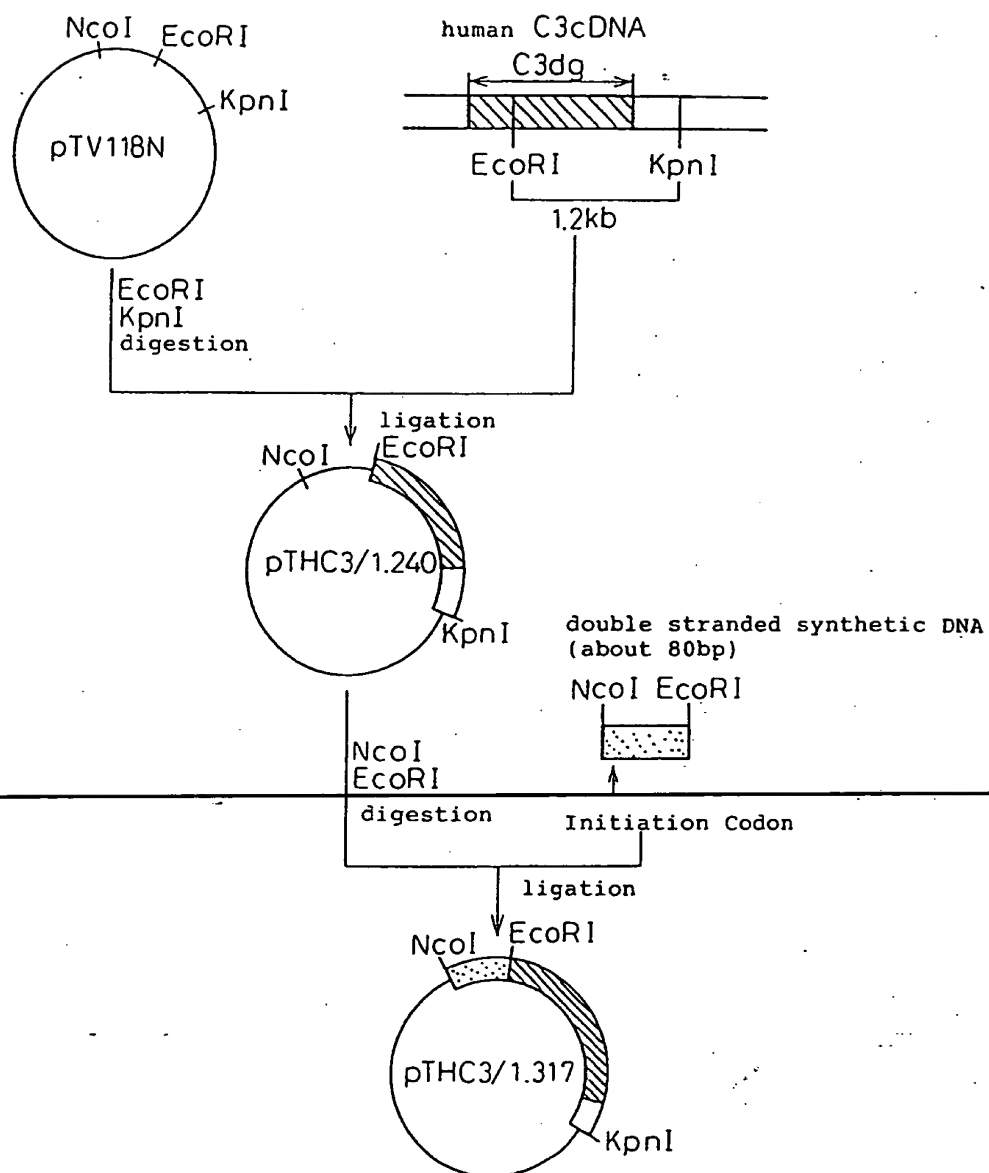 NcoI
EcoRI
KpnI
pTV118N
human C3cDNA
C3dg
EcoRI
KpnI
1.2kb
EcoRI
KpnI
digestion
ligation
NcoI
EcoRI
pTHC3/1.240
KpnI
double stranded synthetic DNA
(about 80bp)
NcoI EcoRI
NcoI
EcoRI
digestion
Initiation Codon
ligation
NcoI
EcoRI
pTHC3/1.317
KpnI